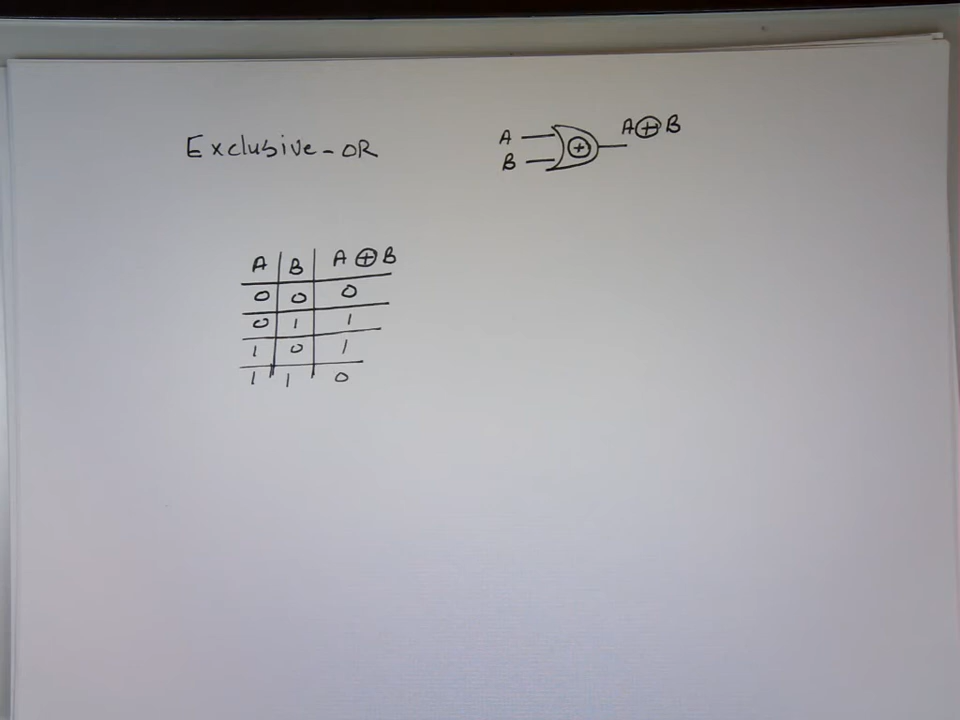 Exclusive-OR
A
B
⊕
A⊕B
A B A ⊕ B
0 0 0
0 1 1
1 0 1
1 1 0